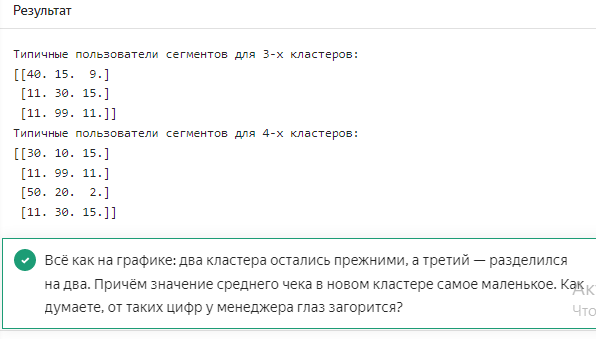 Результат
Типичные пользователи сегментов для 3-х кластеров:
[[40. 15.  9.]
 [11. 30. 15.]
 [11. 99. 11.]]
Типичные пользователи сегментов для 4-х кластеров:
[[30. 10. 15.]
 [11. 99. 11.]
 [50. 20.  2.]
 [11. 30. 15.]]
Всё как на графике: два кластера остались прежними, а третий — разделился
на два. Причём значение среднего чека в новом кластере самое маленькое. Как
думаете, от таких цифр у менеджера глаз загорится?
Ак
Что